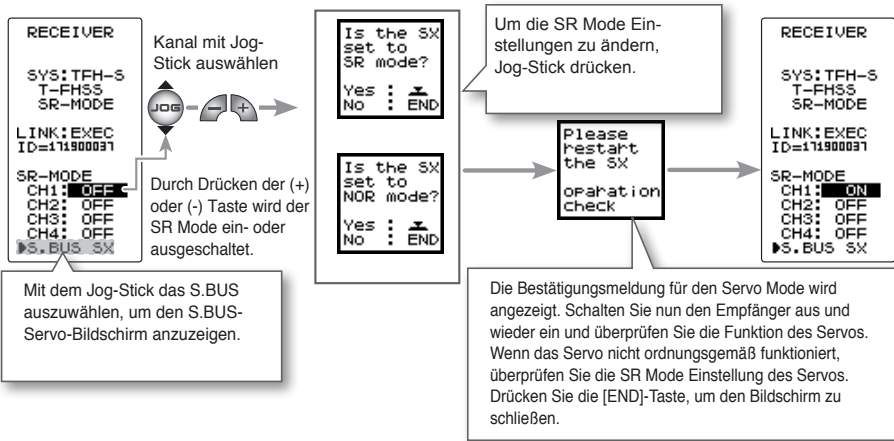 RECEIVER
SYS:TFH-S
T-FHSS
SR-MODE
LINK:EXEC
ID=171900037
SR-MODE
CH1: OFF
CH2: OFF
CH3: OFF
CH4: OFF
▶S.BUS SX
Kanal mit Jog-
Stick auswählen
JOG
- +
Durch Drücken der (+)
oder (-) Taste wird der
SR Mode ein- oder
ausgeschaltet.
Mit dem Jog-Stick das S.BUS
auszuwählen, um den S.BUS-
Servo-Bildschirm anzuzeigen.
Is the SX
set to
SR mode?
Yes :
No : END
Is the SX
set to
NOR mode?
Yes :
No : END
Um die SR Mode Ein-
stellungen zu ändern,
Jog-Stick drücken.
Please
restart
the SX
oparation
check
Die Bestätigungsmeldung für den Servo Mode wird
angezeigt. Schalten Sie nun den Empfänger aus und
wieder ein und überprüfen Sie die Funktion des Servos.
Wenn das Servo nicht ordnungsgemäß funktioniert,
überprüfen Sie die SR Mode Einstellung des Servos.
Drücken Sie die [END]-Taste, um den Bildschirm zu
schließen.
RECEIVER
SYS:TFH-S
T-FHSS
SR-MODE
LINK:EXEC
ID=171900037
SR-MODE
CH1: ON
CH2: OFF
CH3: OFF
CH4: OFF
▶S.BUS SX